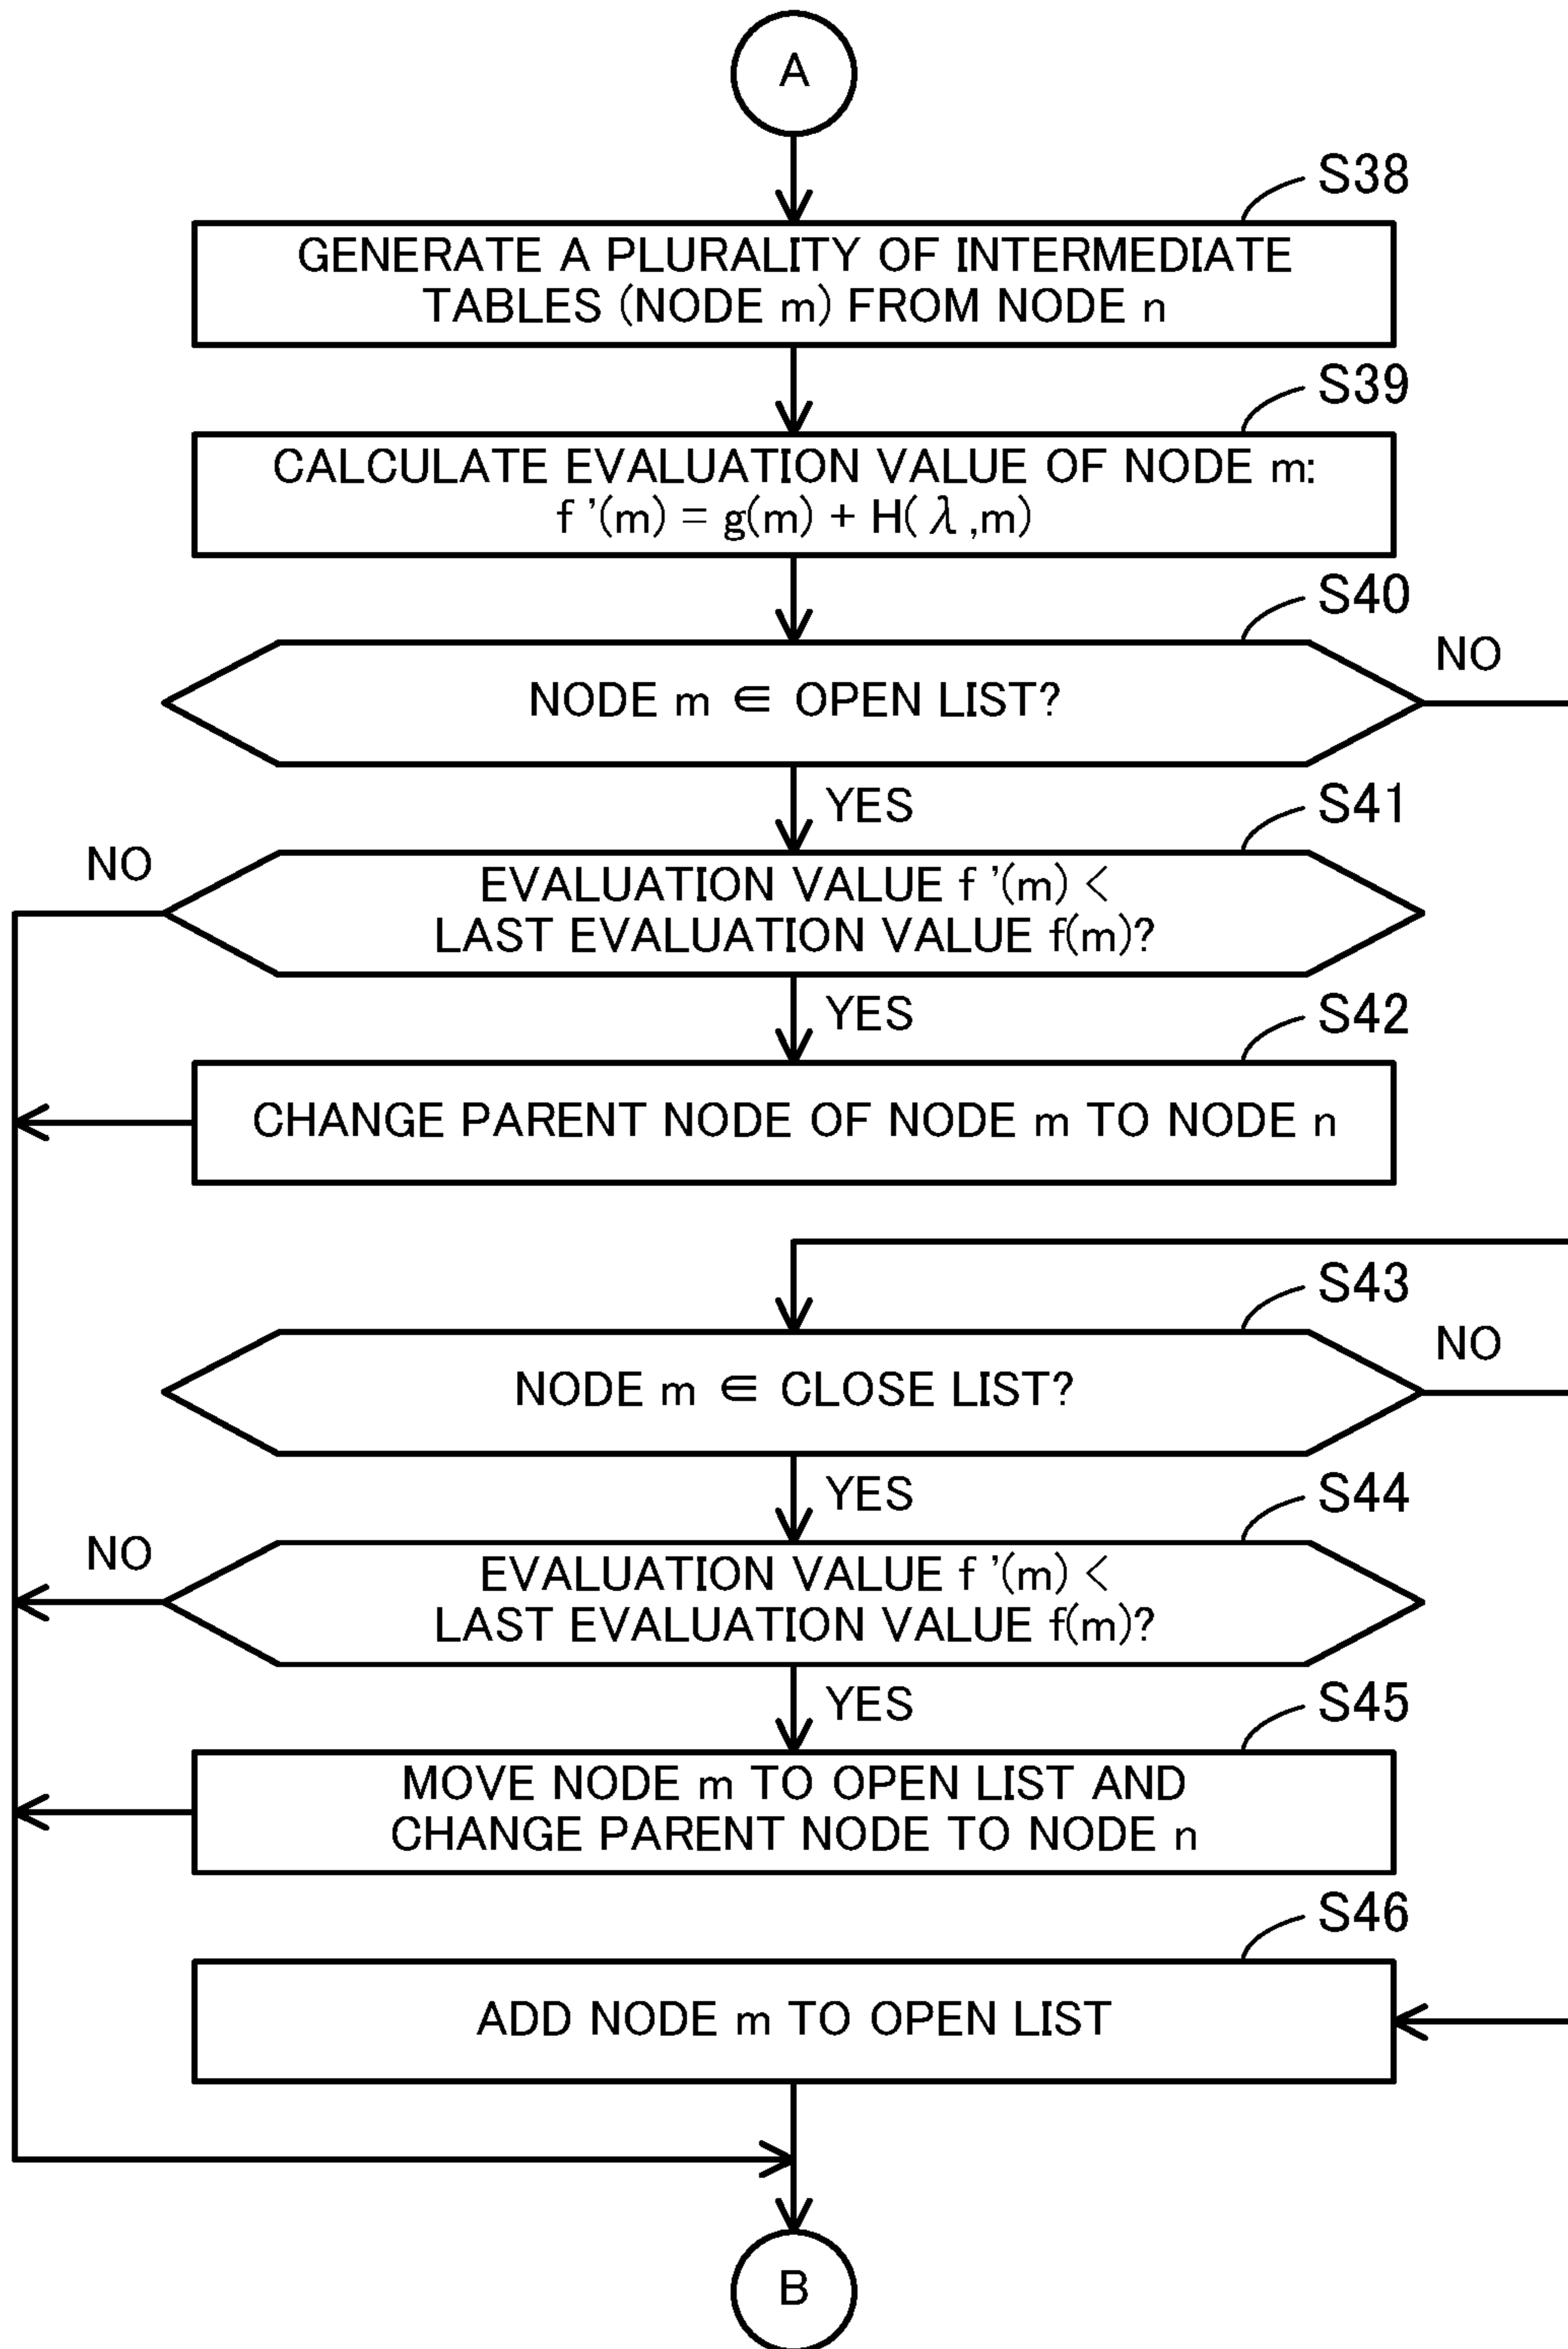 A
S38
GENERATE A PLURALITY OF INTERMEDIATE
TABLES (NODE m) FROM NODE n
S39
CALCULATE EVALUATION VALUE OF NODE m:
f '(m) = g(m) + H( λ ,m)
S40
NO
NODE m ∈ OPEN LIST?
YES
S41
NO
EVALUATION VALUE f '(m) <
LAST EVALUATION VALUE f(m)?
YES
S42
CHANGE PARENT NODE OF NODE m TO NODE n
S43
NO
NODE m ∈ CLOSE LIST?
YES
S44
NO
EVALUATION VALUE f '(m) <
LAST EVALUATION VALUE f(m)?
YES
S45
MOVE NODE m TO OPEN LIST AND
CHANGE PARENT NODE TO NODE n
S46
ADD NODE m TO OPEN LIST
B